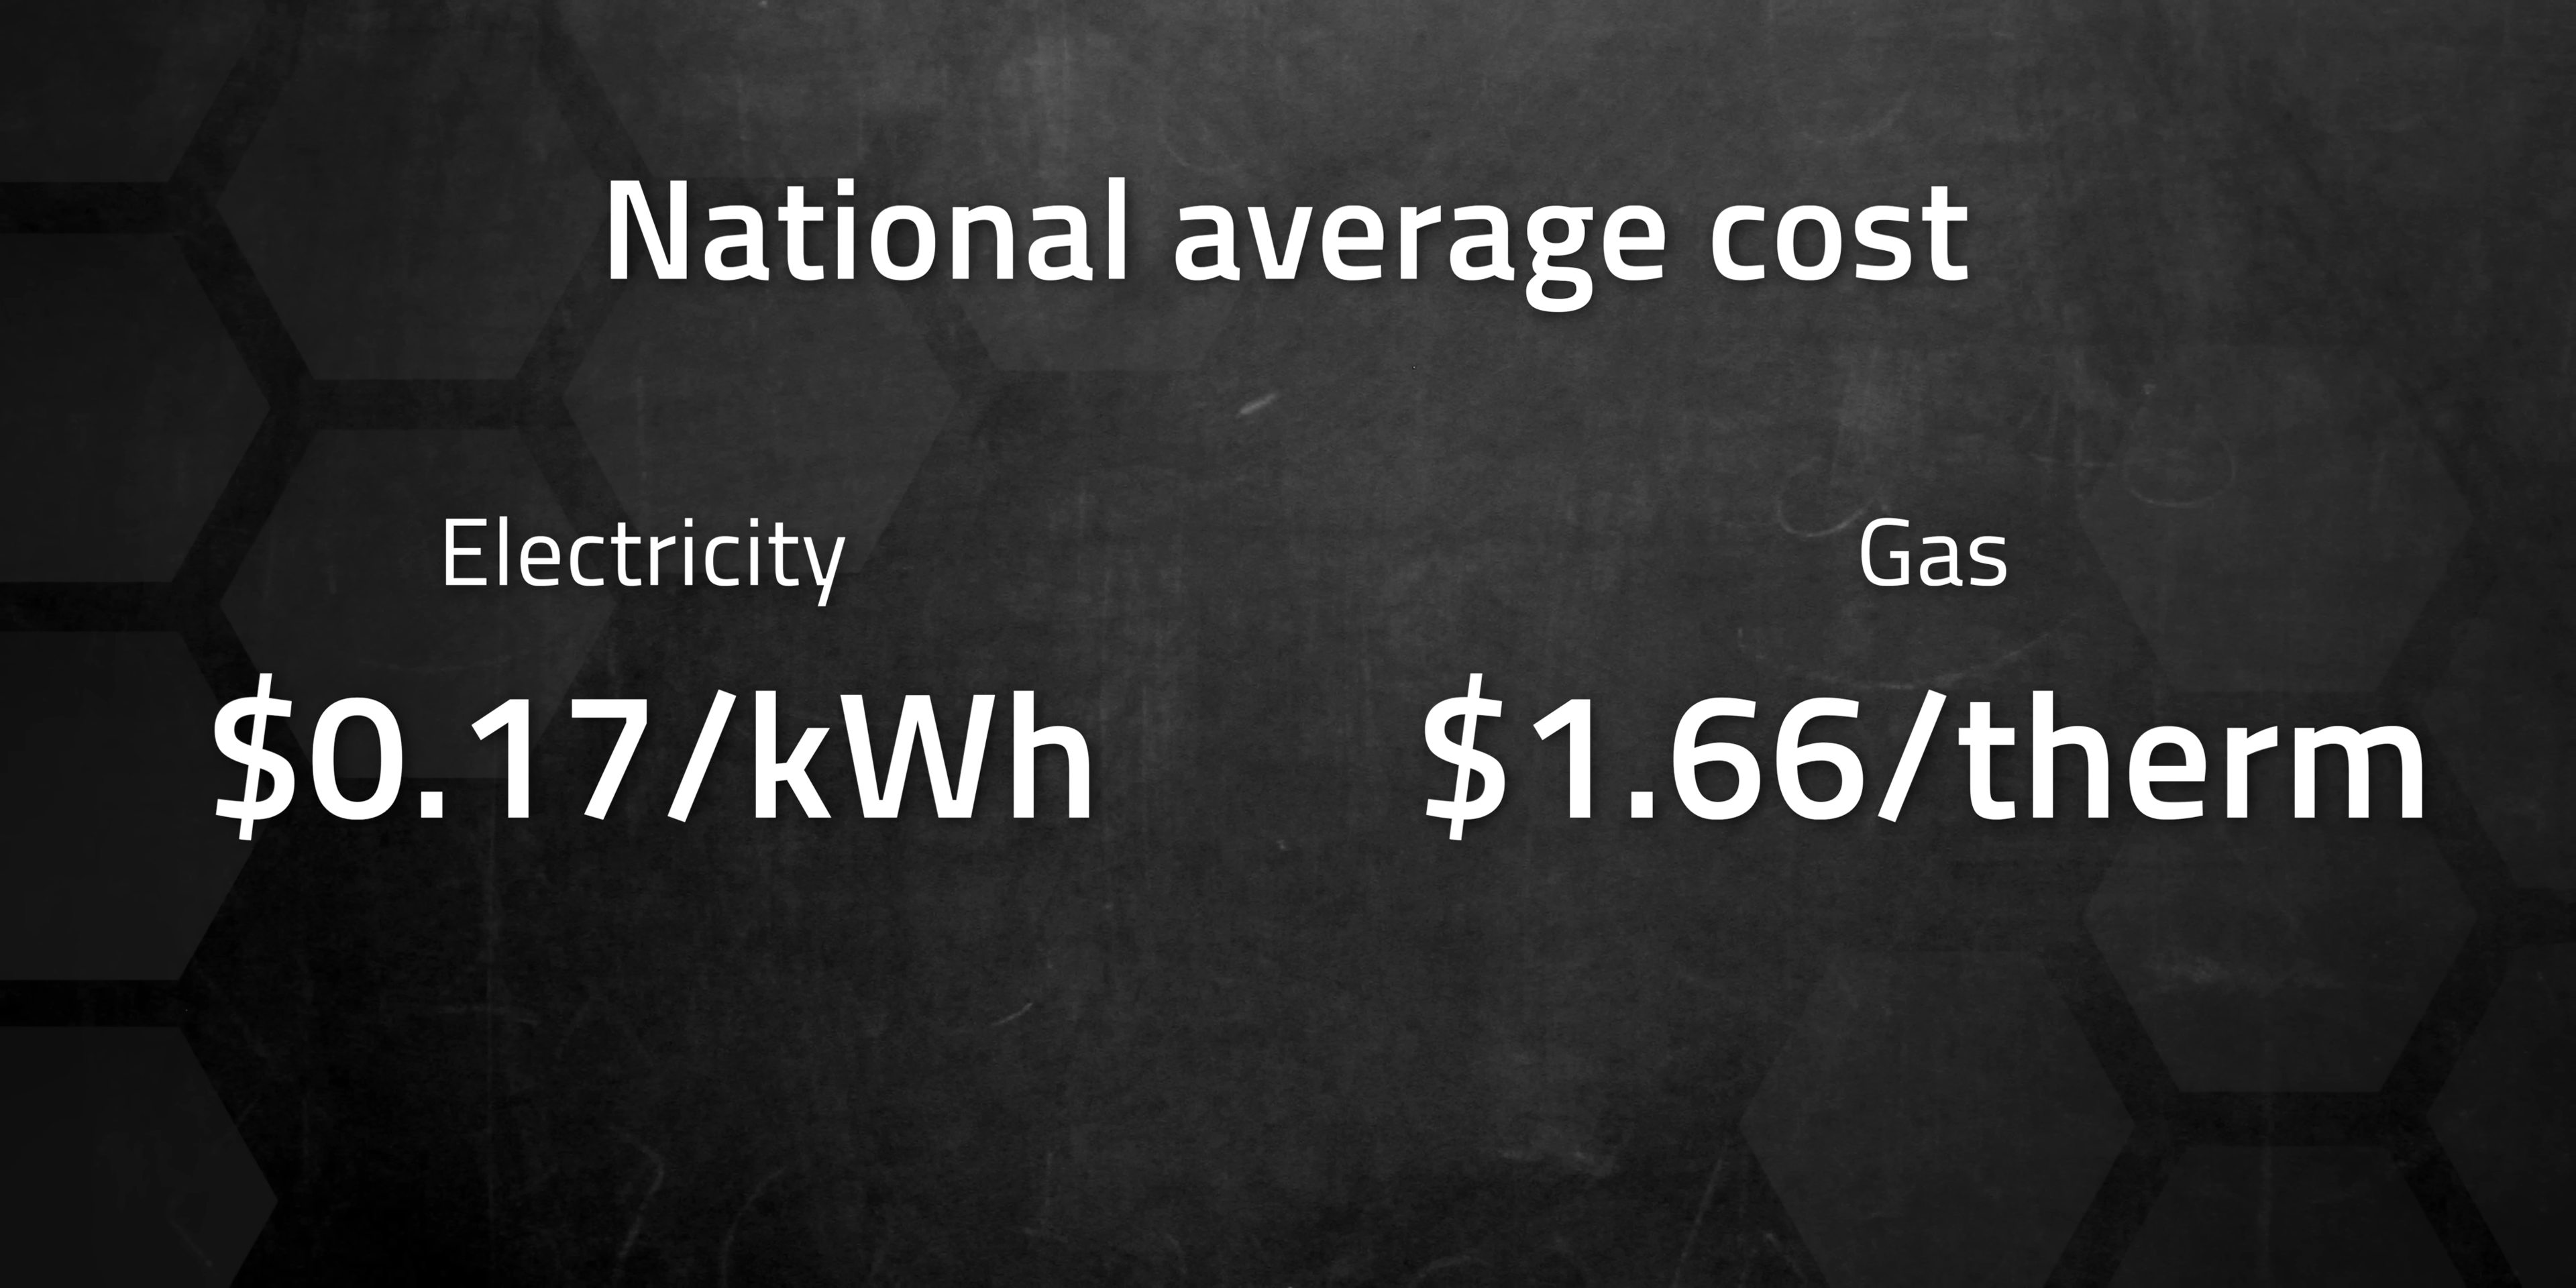 National average cost
Electricity
$0.17/kWh
Gas
$1.66/therm